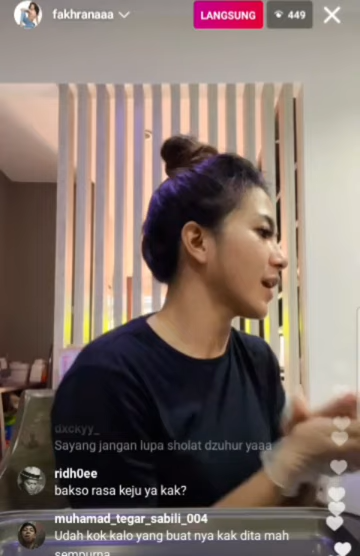 fakhranaaa
LANGSUNG
449
dxckyy_
Sayang jangan lupa sholat dzuhur yaaa
ridh0ee
bakso rasa keju ya kak?
muhamad_tegar_sabili_004
Udah kok kalo yang buat nya kak dita mah
sempurna